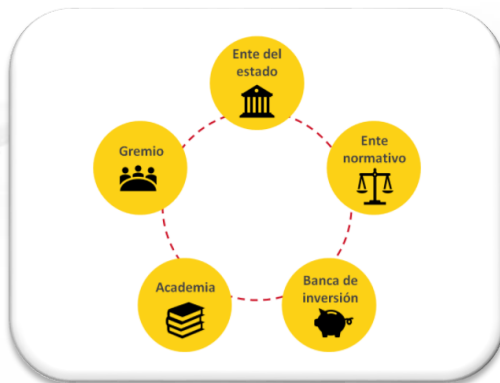 Ente del
estado
Ente
normativo
Banca de
inversión
Academia
Gremio